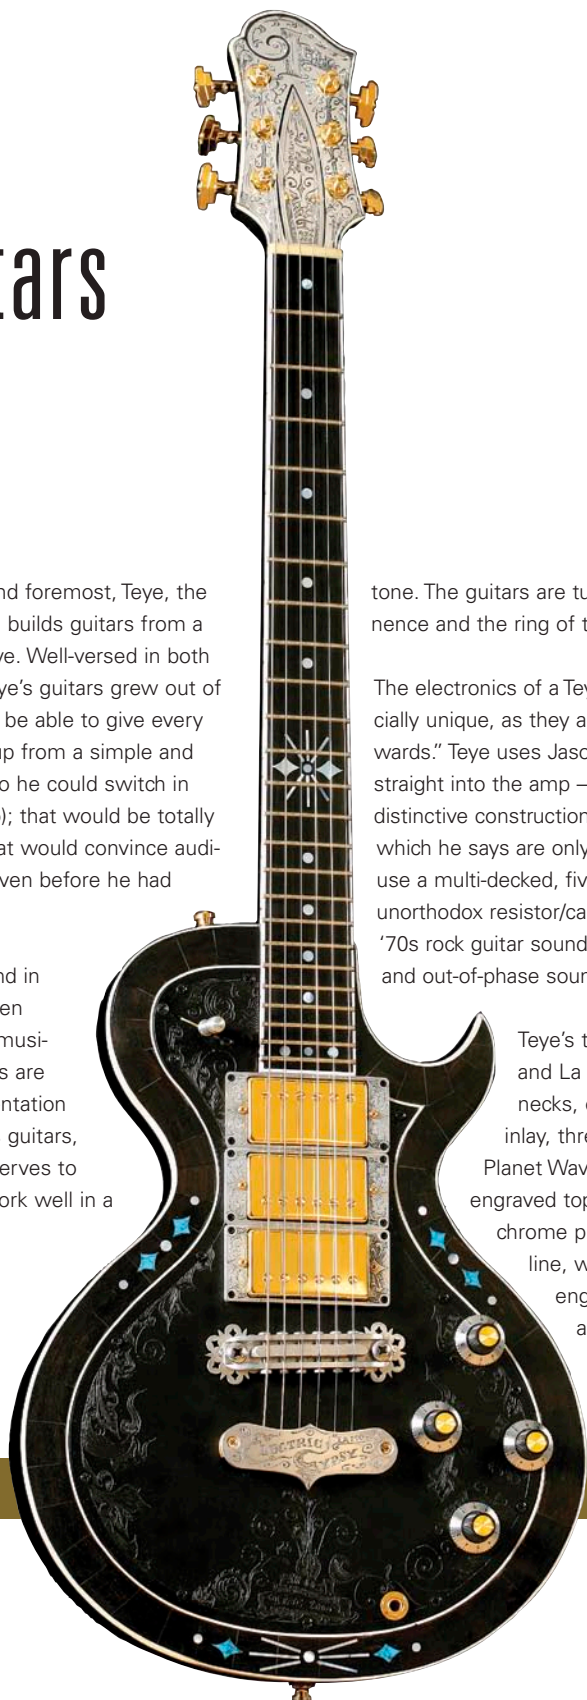 tars
nd foremost, Teye, the
builds guitars from a
ve. Well-versed in both
ye's guitars grew out of
be able to give every
up from a simple and
o he could switch in
o); that would be totally
at would convince audi-
ven before he had
nd in
en
musi-
s are
ntation
guitars,
erves to
ork well in a
tone. The guitars are tu
nence and the ring of t
The electronics of a Tey
cially unique, as they a
wards." Teye uses Jaso
straight into the amp –
distinctive construction
which he says are only
use a multi-decked, five
unorthodox resistor/ca
'70s rock guitar sound
and out-of-phase soun
Teye's t
and La
necks,
inlay, thre
Planet Wav
engraved top
chrome p
line, w
eng
a
ELECTRIC
GYPSY